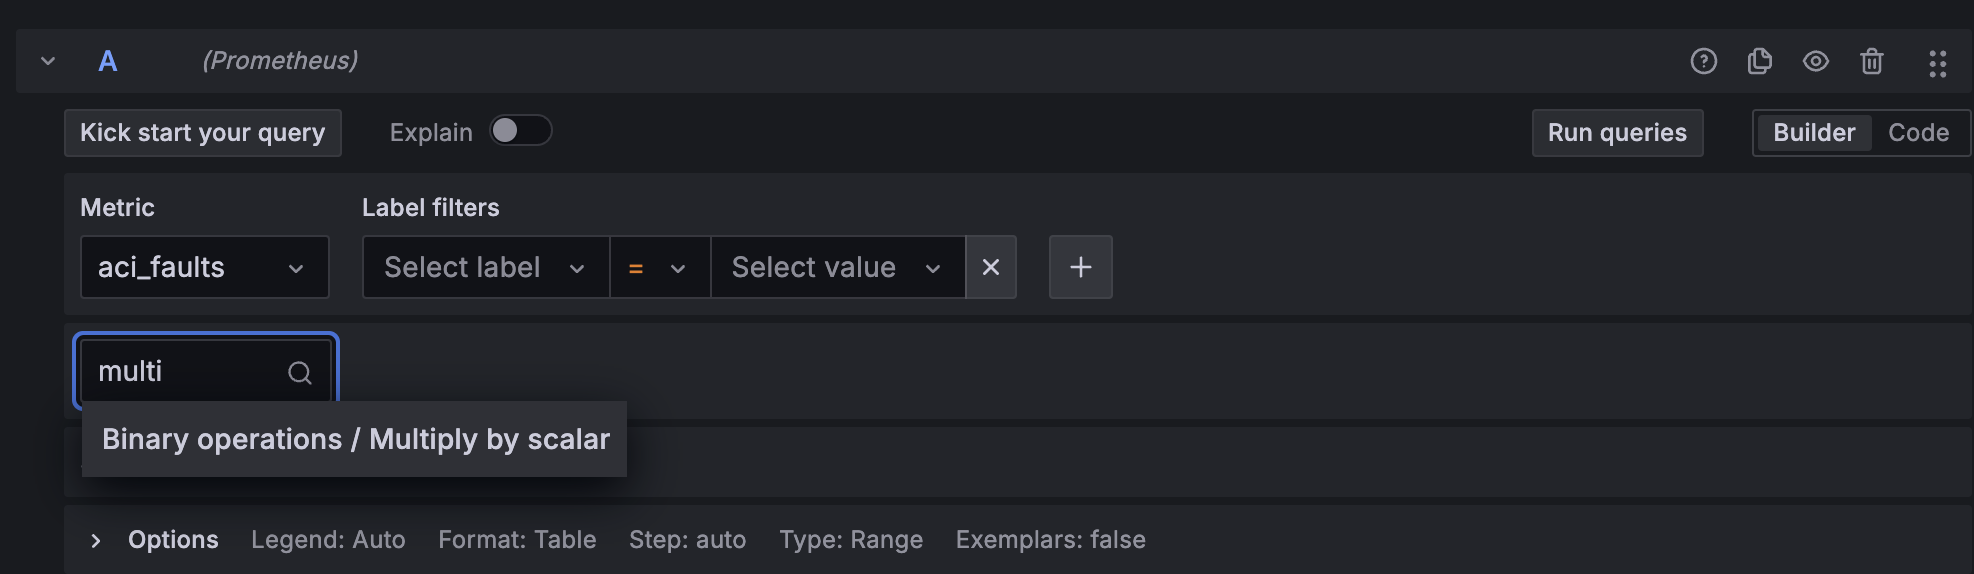 A (Prometheus)
Kick start your query Explain Run queries Builder Code
Metric Label filters
aci_faults Select label = Select value
multi
Binary operations / Multiply by scalar
Options Legend: Auto Format: Table Step: auto Type: Range Exemplars: false